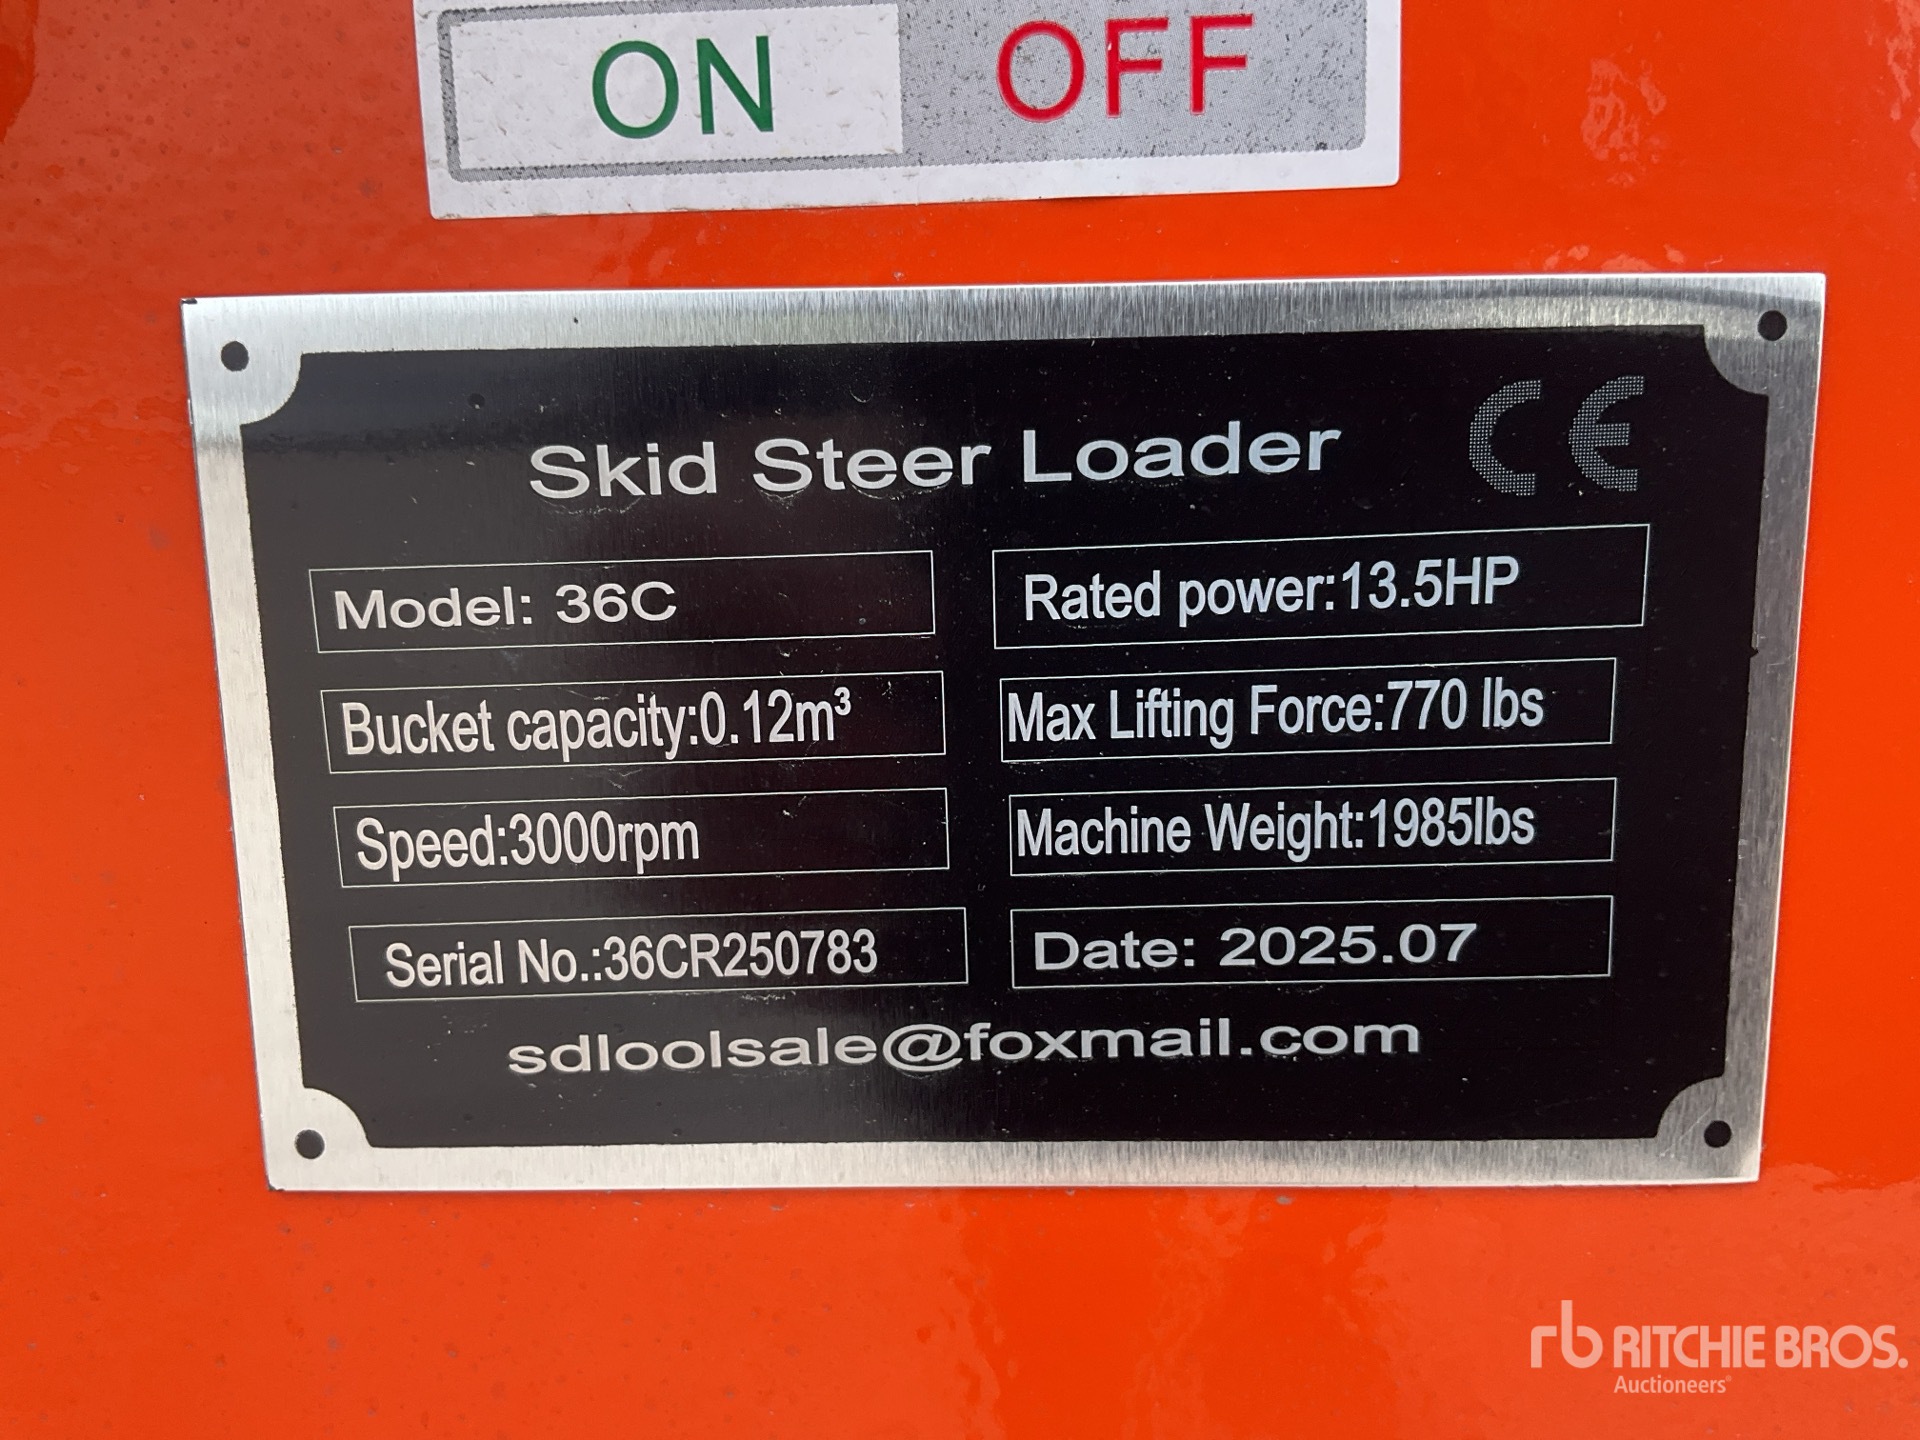 ON OFF
Skid Steer Loader CE
Model: 36C
Rated power:13.5HP
Bucket capacity:0.12m³
Max Lifting Force:770 lbs
Speed:3000rpm
Machine Weight:1985lbs
Serial No.:36CR250783
Date: 2025.07
sdloolsale@foxmail.com
rb RITCHIE BROS.
Auctioneers